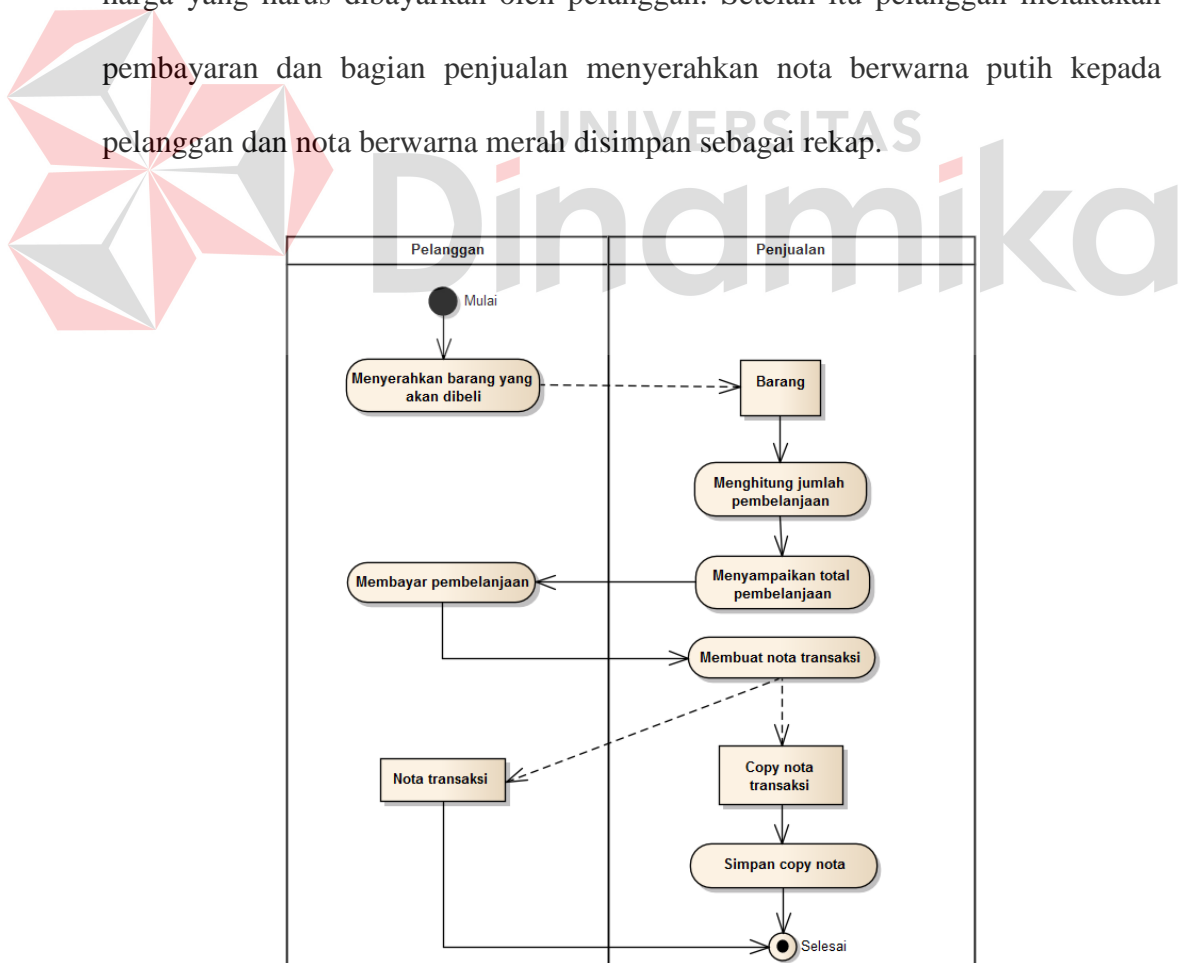 harga yang harus dibayarkan oleh pelanggan. Setelah itu pelanggan melakukan
pembayaran dan bagian penjualan menyerahkan nota berwarna putih kepada
pelanggan dan nota berwarna merah disimpan sebagai rekap.
UNIVERSITAS
Dinamika
Pelanggan
Penjualan
Mulai
Menyerahkan barang yang
akan dibeli
Barang
Menghitung jumlah
pembelanjaan
Menyampaikan total
pembelanjaan
Membayar pembelanjaan
Membuat nota transaksi
Nota transaksi
Copy nota
transaksi
Simpan copy nota
Selesai